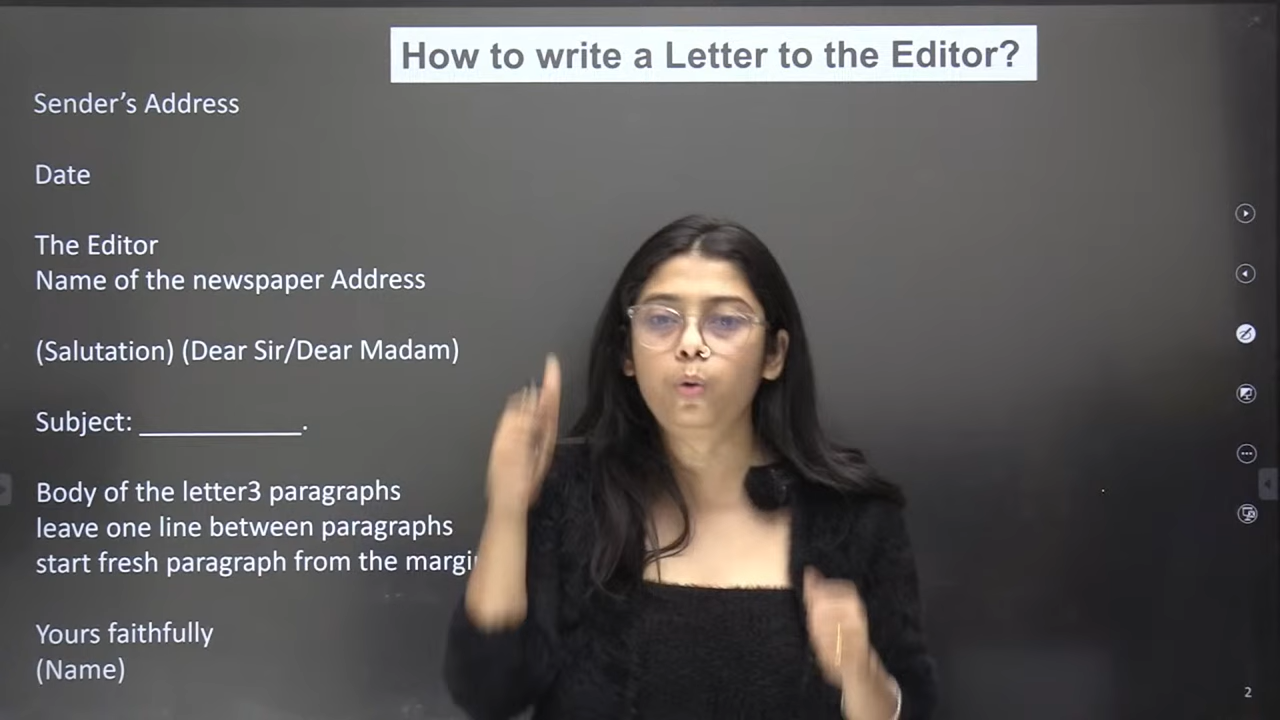 How to write a Letter to the Editor?
Sender's Address
Date
The Editor
Name of the newspaper Address
(Salutation) (Dear Sir/Dear Madam)
Subject: ___________.
Body of the letter3 paragraphs
leave one line between paragraphs
start fresh paragraph from the
Yours faithfully
(Name)
2